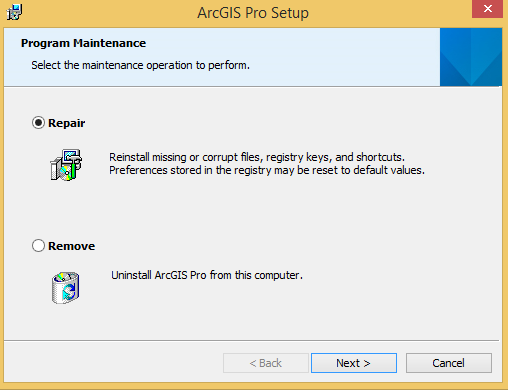 ArcGIS Pro Setup
Program Maintenance
Select the maintenance operation to perform.
Repair
Reinstall missing or corrupt files, registry keys, and shortcuts.
Preferences stored in the registry may be reset to default values.
Remove
Uninstall ArcGIS Pro from this computer.
< Back Next > Cancel